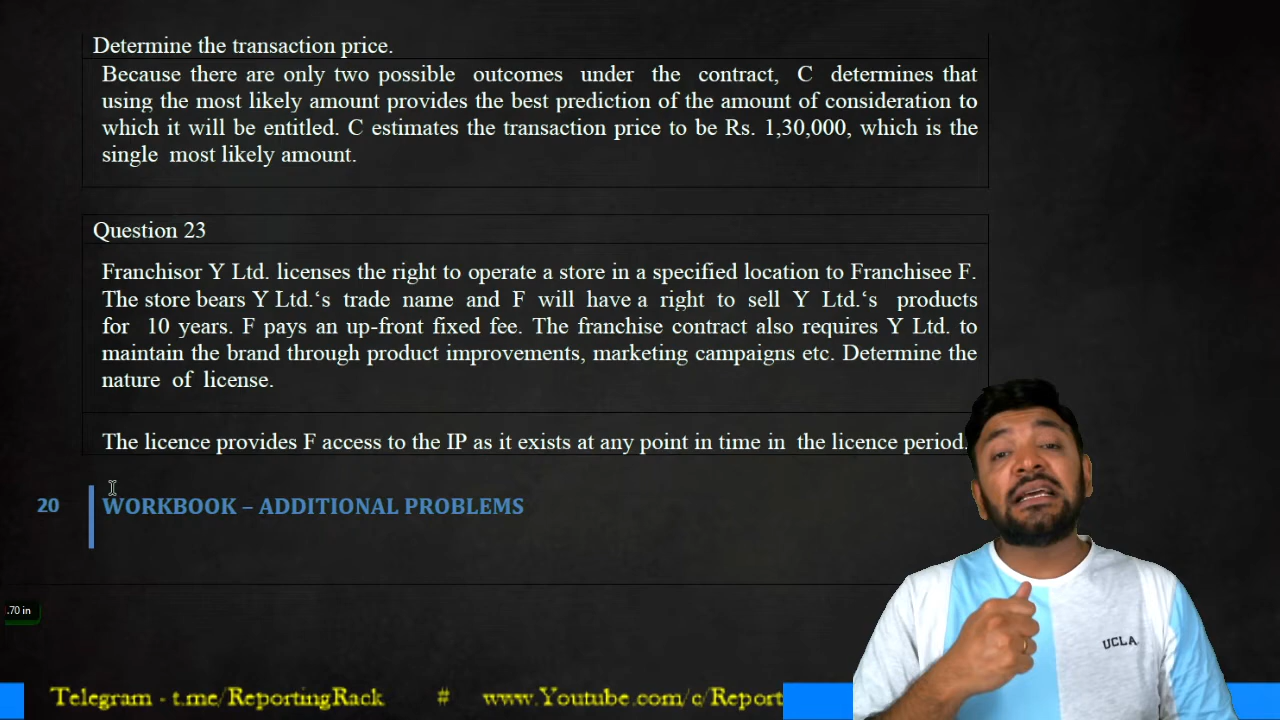 Determine the transaction price.
Because there are only two possible outcomes under the contract, C determines that
using the most likely amount provides the best prediction of the amount of consideration to
which it will be entitled. C estimates the transaction price to be Rs. 1,30,000, which is the
single most likely amount.
Question 23
Franchisor Y Ltd. licenses the right to operate a store in a specified location to Franchisee F.
The store bears Y Ltd.‘s trade name and F will have a right to sell Y Ltd.‘s products
for 10 years. F pays an up-front fixed fee. The franchise contract also requires Y Ltd. to
maintain the brand through product improvements, marketing campaigns etc. Determine the
nature of license.
The licence provides F access to the IP as it exists at any point in time in the licence period.
20 WORKBOOK – ADDITIONAL PROBLEMS
.70 in
UCLA
Telegram - t.me/ReportingRack # www.Youtube.com/c/Report